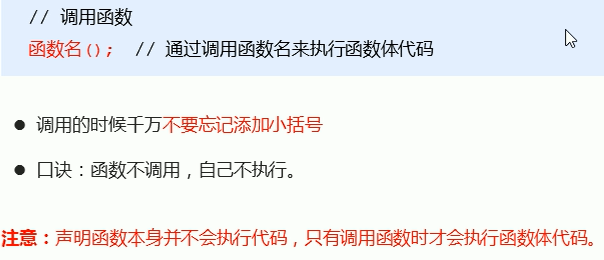 // 调用函数
函数名();  // 通过调用函数名来执行函数体代码
● 调用的时候千万不要忘记添加小括号
● 口诀：函数不调用，自己不执行。
注意：声明函数本身并不会执行代码，只有调用函数时才会执行函数体代码。